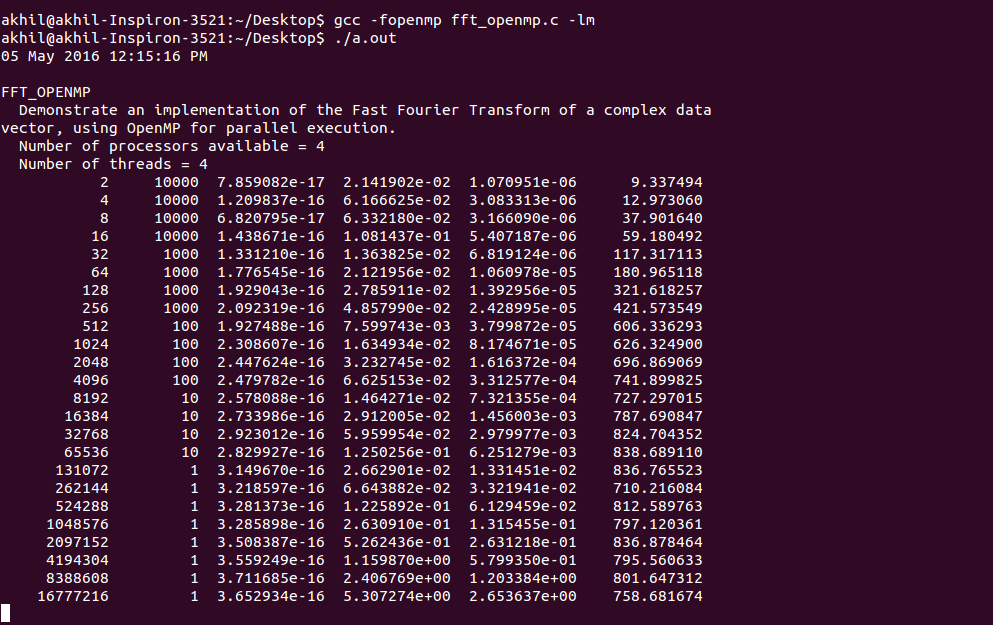 akhil@akhil-Inspiron-3521:~/Desktop$ gcc -fopenmp fft_openmp.c -lm
akhil@akhil-Inspiron-3521:~/Desktop$ ./a.out
05 May 2016 12:15:16 PM
FFT_OPENMP
Demonstrate an implementation of the Fast Fourier Transform of a complex data
vector, using OpenMP for parallel execution.
Number of processors available = 4
Number of threads = 4
2 10000 7.859082e-17 2.141902e-02 1.070951e-06 9.337494
4 10000 1.209837e-16 6.166625e-02 3.083313e-06 12.973060
8 10000 6.820795e-17 6.332180e-02 3.166090e-06 37.901640
16 10000 1.438671e-16 1.081437e-01 5.407187e-06 59.180492
32 1000 1.331210e-16 1.363825e-02 6.819124e-06 117.317113
64 1000 1.776545e-16 2.121956e-02 1.060978e-05 180.965118
128 1000 1.929043e-16 2.785911e-02 1.392956e-05 321.618257
256 1000 2.092319e-16 4.857990e-02 2.428995e-05 421.573549
512 100 1.927488e-16 7.599743e-03 3.799872e-05 606.336293
1024 100 2.308607e-16 1.634934e-02 8.174671e-05 626.324900
2048 100 2.447624e-16 3.232745e-02 1.616372e-04 696.869069
4096 100 2.479782e-16 6.625153e-02 3.312577e-04 741.899825
8192 10 2.578088e-16 1.464271e-02 7.321355e-04 727.297015
16384 10 2.733986e-16 2.912005e-02 1.456003e-03 787.690847
32768 10 2.923012e-16 5.959954e-02 2.979977e-03 824.704352
65536 10 2.829927e-16 1.250256e-01 6.251279e-03 838.689110
131072 1 3.149670e-16 2.662901e-02 1.331451e-02 836.765523
262144 1 3.218597e-16 6.643882e-02 3.321941e-02 710.216084
524288 1 3.281373e-16 1.225892e-01 6.129459e-02 812.589763
1048576 1 3.285898e-16 2.630910e-01 1.315455e-01 797.120361
2097152 1 3.508387e-16 5.262436e-01 2.631218e-01 836.878464
4194304 1 3.559249e-16 1.159870e+00 5.799350e-01 795.560633
8388608 1 3.711685e-16 2.406769e+00 1.203384e+00 801.647312
16777216 1 3.652934e-16 5.307274e+00 2.653637e+00 758.681674